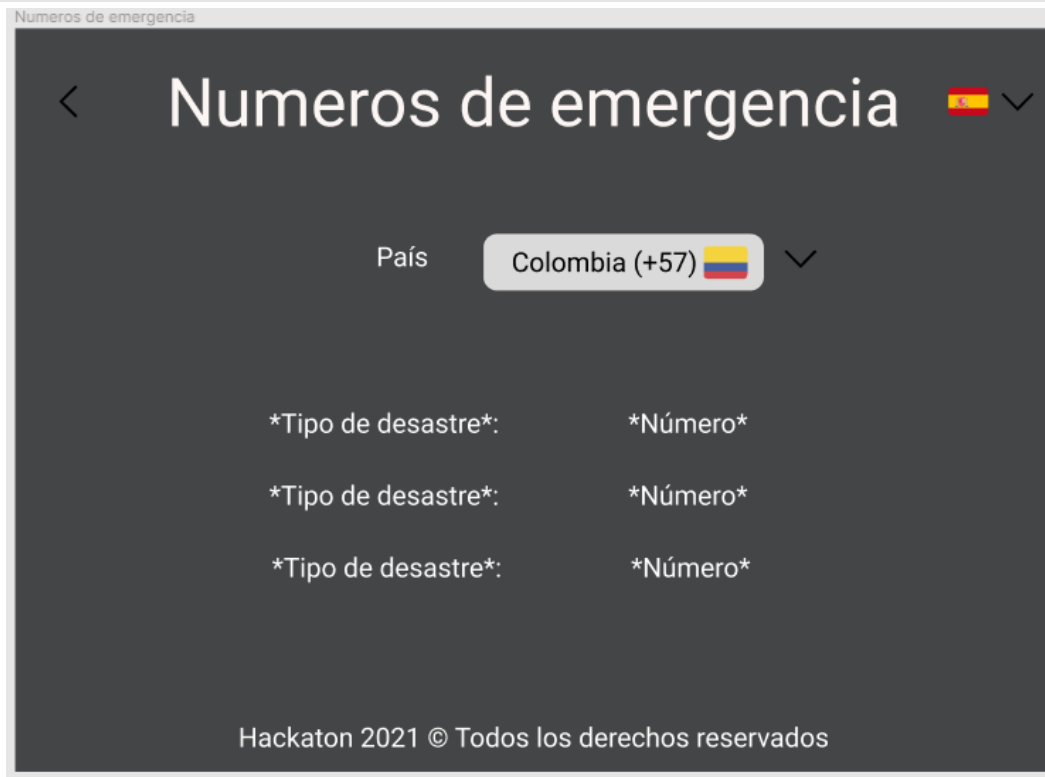 Numeros de emergencia
Numeros de emergencia
País Colombia (+57)
*Tipo de desastre*: *Número*
*Tipo de desastre*: *Número*
*Tipo de desastre*: *Número*
Hackaton 2021 © Todos los derechos reservados